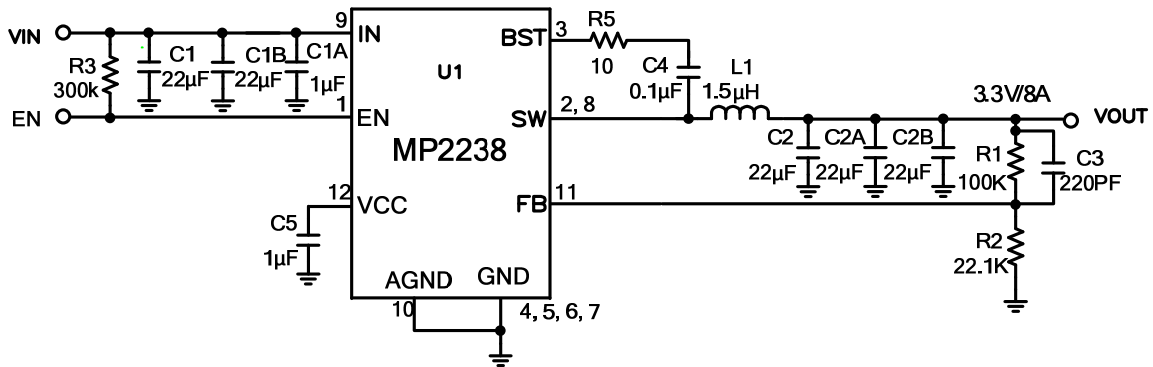 VIN
9
IN
R3
300k
C1
22µF
C1B
22µF
C1A
1µF
EN
1
EN
U1
MP2238
BST
3
R5
10
C4
0.1µF
L1
1.5µH
SW
2, 8
3.3V/8A
VOUT
C2
22µF
C2A
22µF
C2B
22µF
R1
100K
C3
220PF
12
VCC
C5
1µF
FB
11
R2
22.1K
AGND
GND
10
4, 5, 6, 7